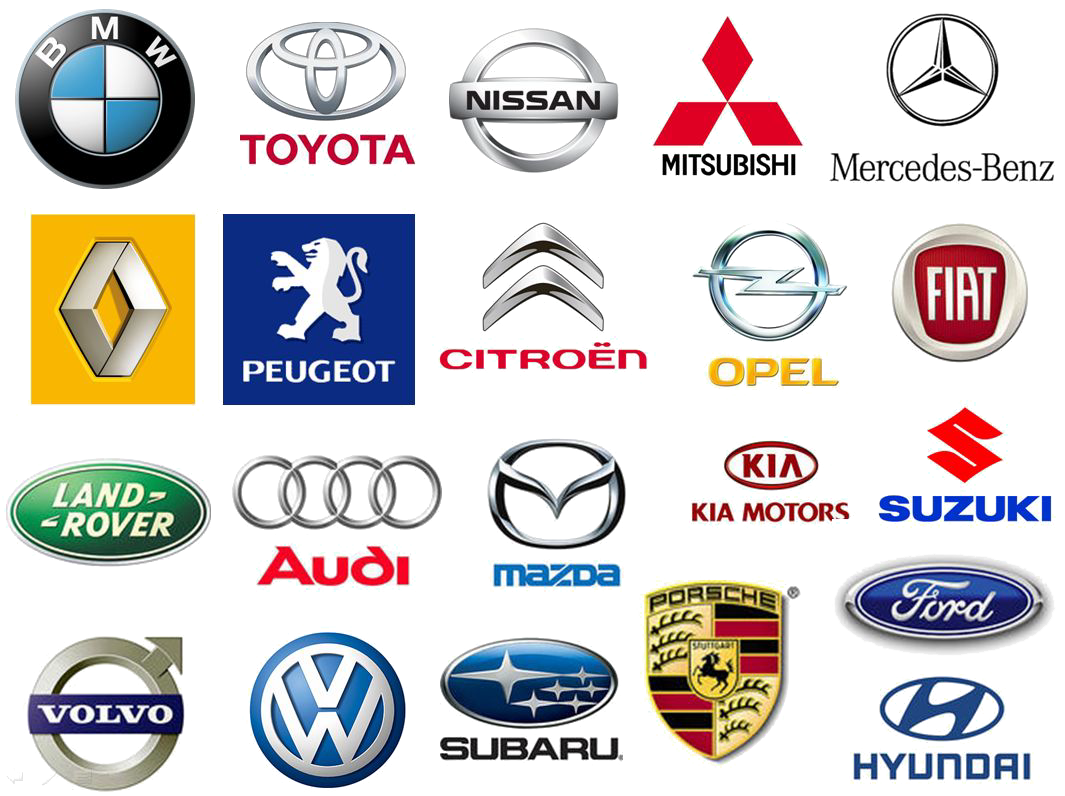 BMW
TOYOTA
NISSAN
MITSUBISHI
Mercedes-Benz
PEUGEOT
CITROËN
OPEL
FIAT
LAND-
-ROVER
Audi
mazda
KIA
KIA MOTORS
SUZUKI
PORSCHE
®
STUTTGART
Ford
VOLVO
VW
SUBARU®
HYUNDAI